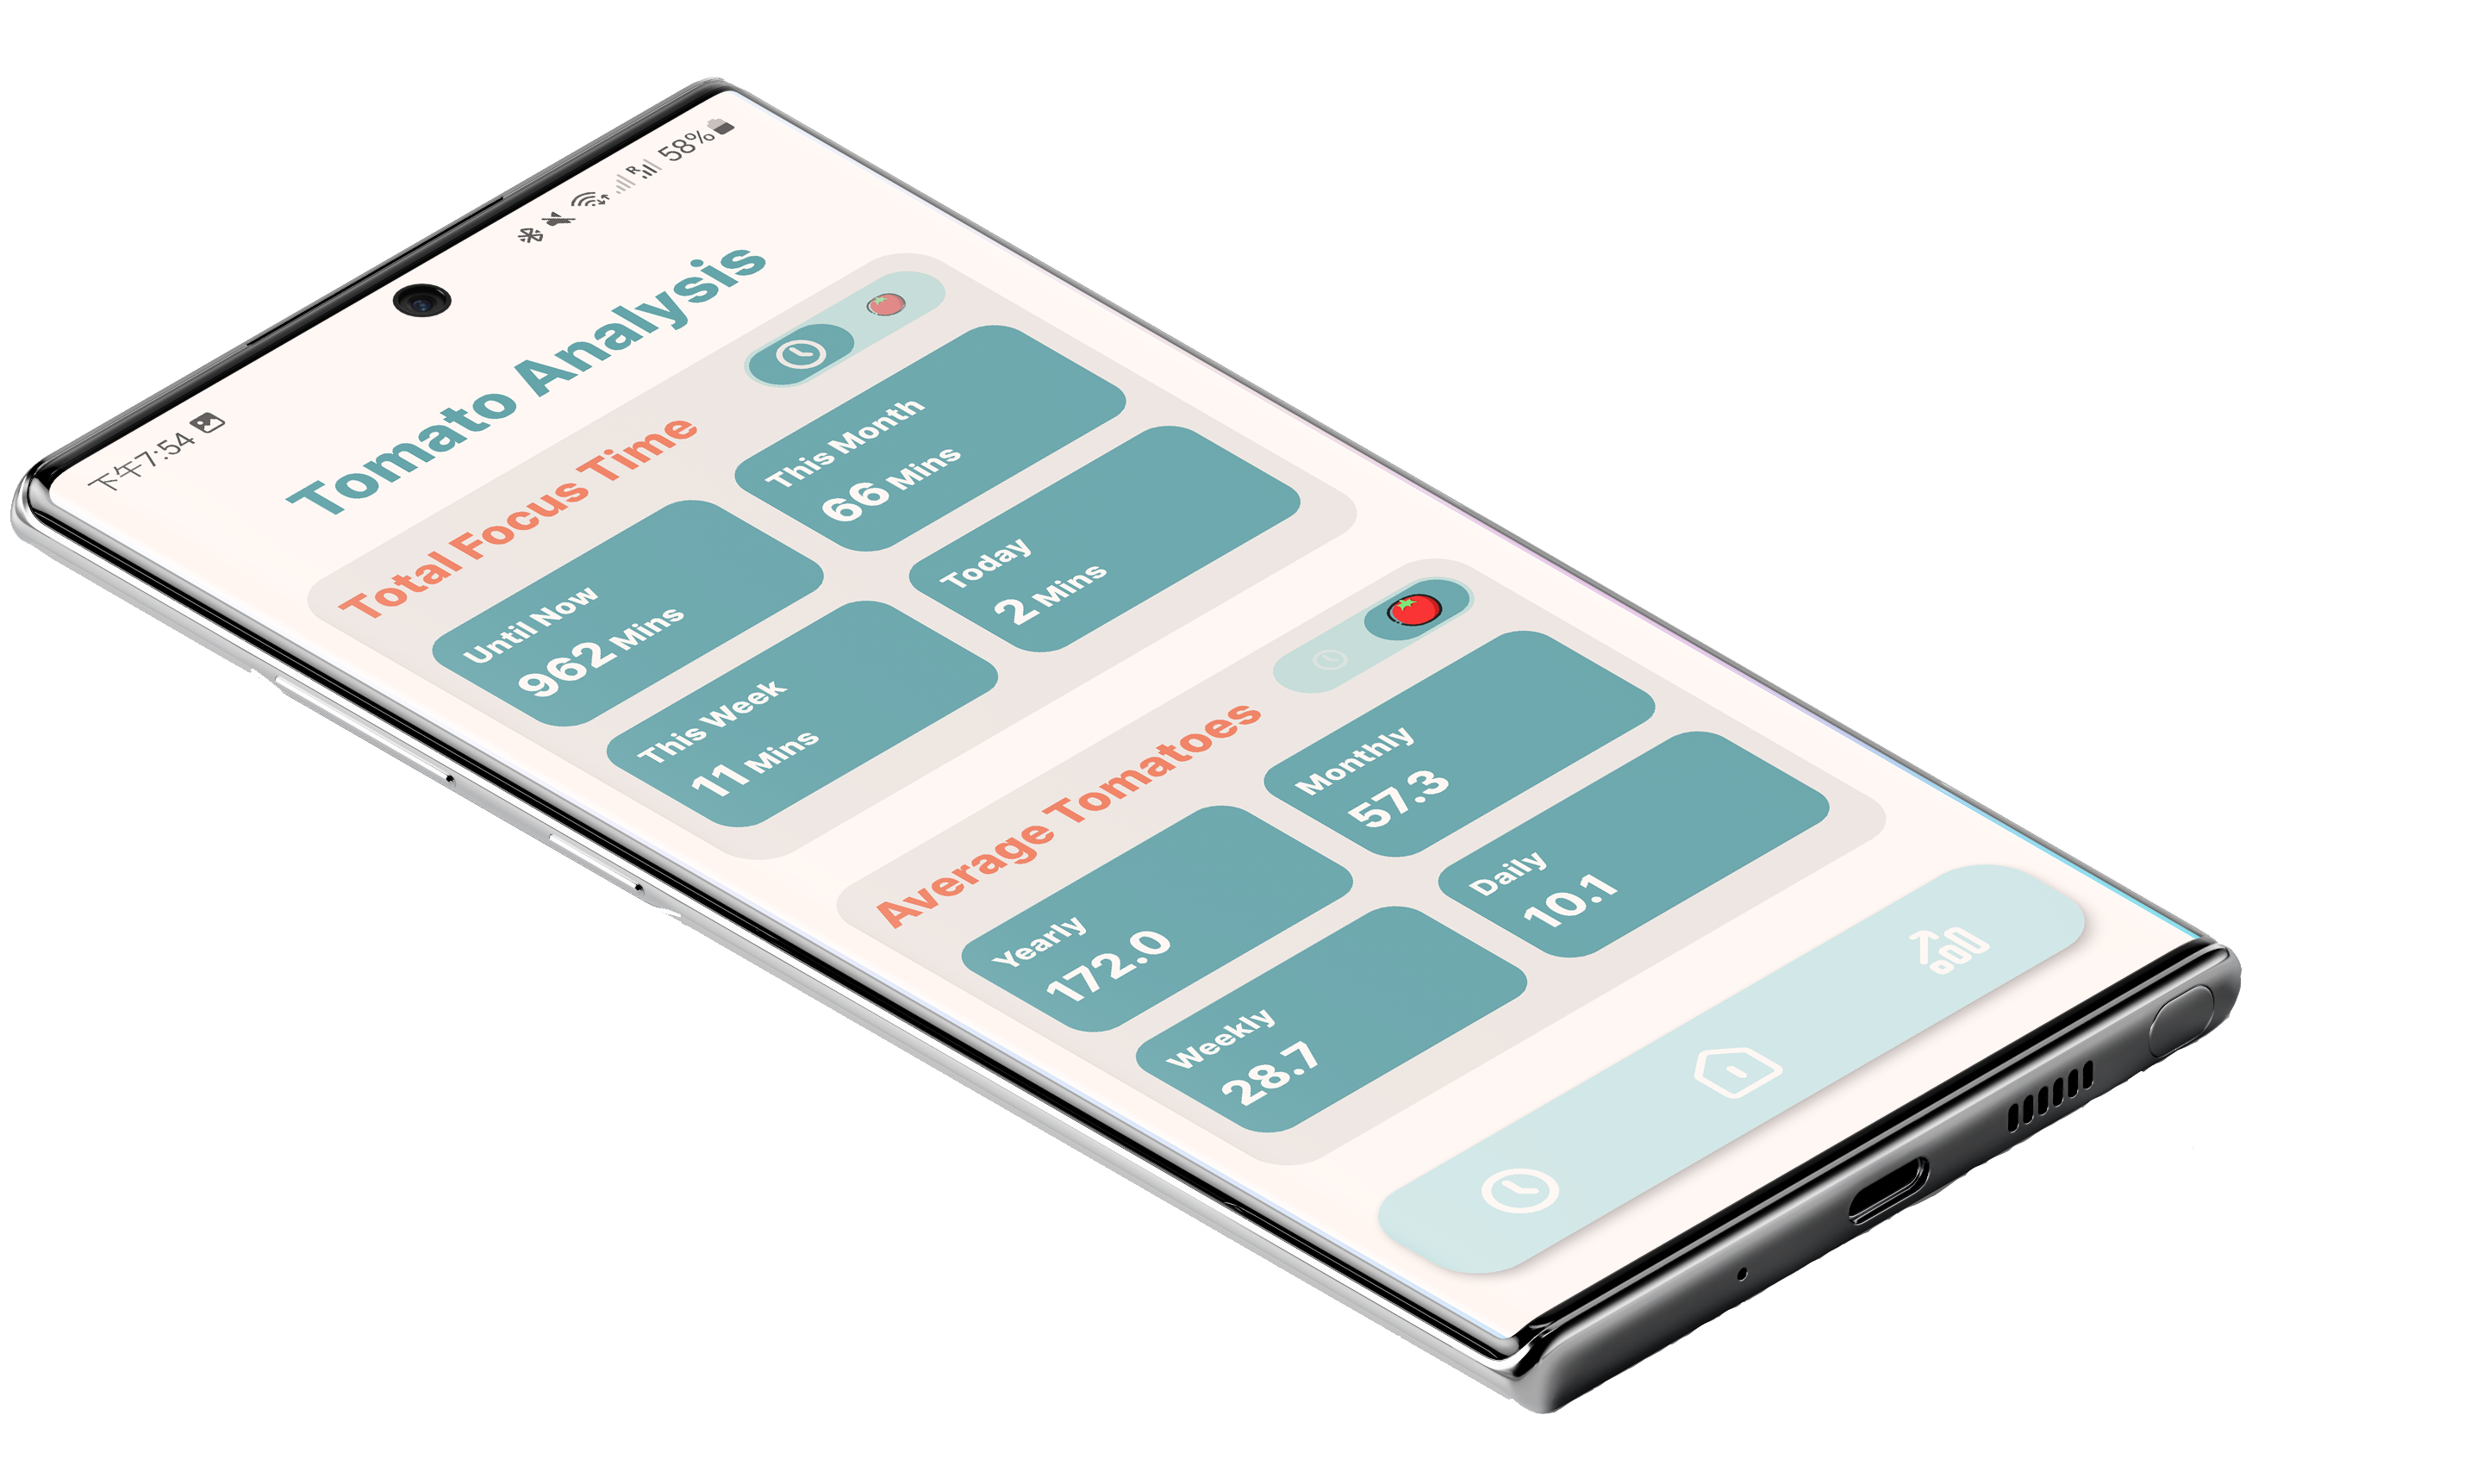 下午7:54
R 58%
Tomato Analysis
Total Focus Time
Until Now
962 Mins
This Month
66 Mins
This Week
11 Mins
Today
2 Mins
Average Tomatoes
Yearly
172.0
Monthly
57.3
Weekly
28.7
Daily
10.1